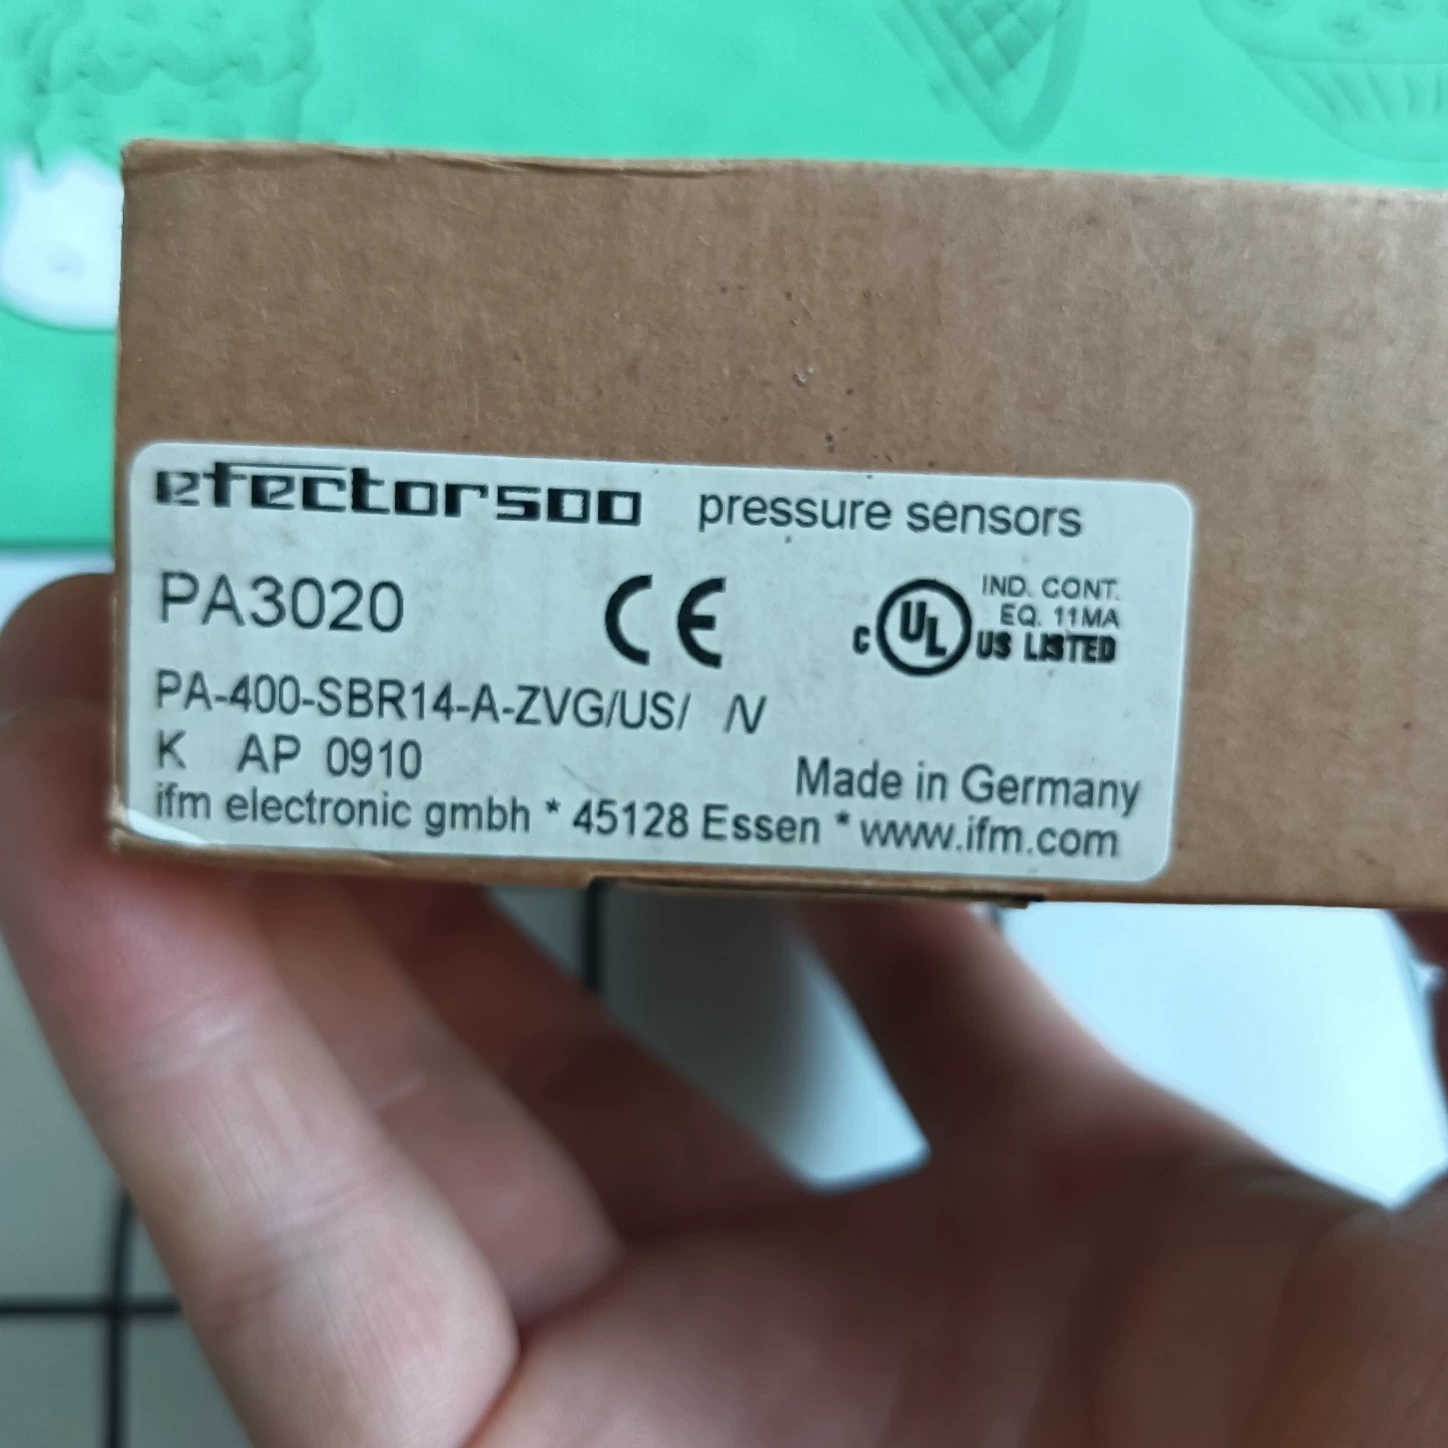 efector500 pressure sensors
PA3020
CE
c UL US LISTED
IND. CONT.
EQ. 11MA
PA-400-SBR14-A-ZVG/US/ /V
K AP 0910
Made in Germany
ifm electronic gmbh * 45128 Essen * www.ifm.com